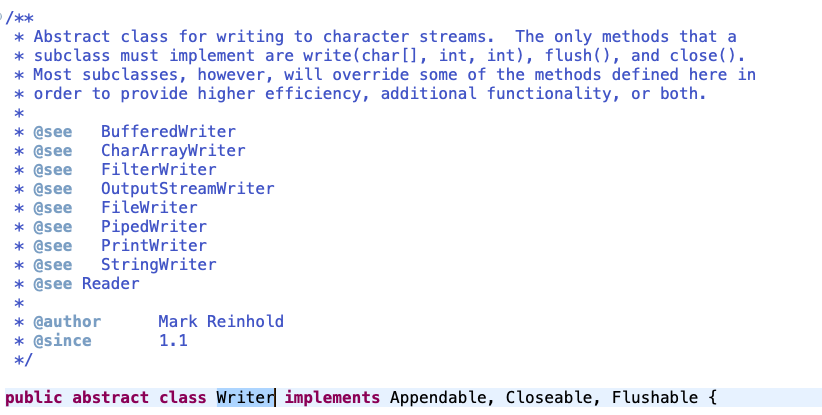 /**
 * Abstract class for writing to character streams.  The only methods that a
 * subclass must implement are write(char[], int, int), flush(), and close().
 * Most subclasses, however, will override some of the methods defined here in
 * order to provide higher efficiency, additional functionality, or both.
 *
 * @see   BufferedWriter
 * @see   CharArrayWriter
 * @see   FilterWriter
 * @see   OutputStreamWriter
 * @see   FileWriter
 * @see   PipedWriter
 * @see   PrintWriter
 * @see   StringWriter
 * @see Reader
 *
 * @author      Mark Reinhold
 * @since       1.1
 */
public abstract class Writer implements Appendable, Closeable, Flushable {